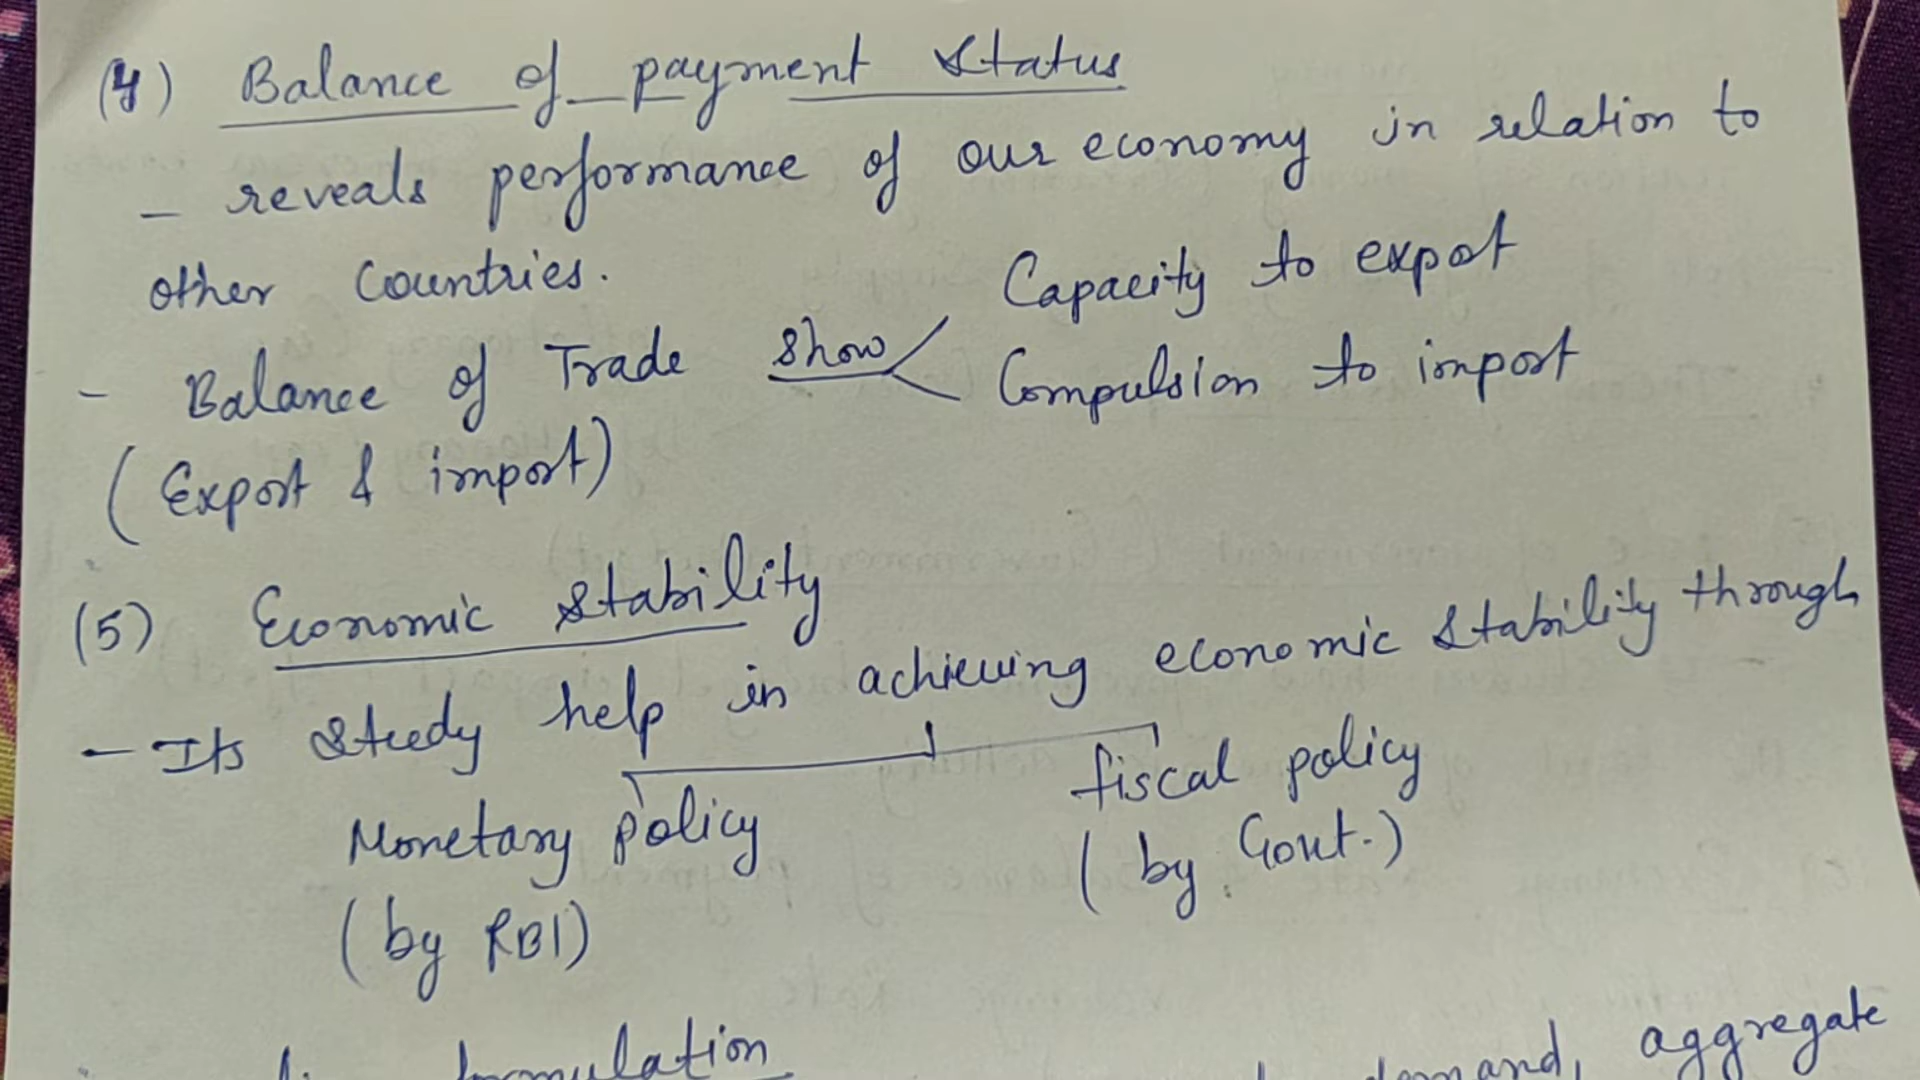 (4) Balance of payment status
- reveals performance of our economy in relation to
other countries.
- Balance of Trade show Capacity to export
Compulsion to import
(Export & import)
(5) Economic stability
- Its study help in achieving economic stability through
Monetary policy fiscal policy
(by RBI) (by Govt.)
demand, aggregate